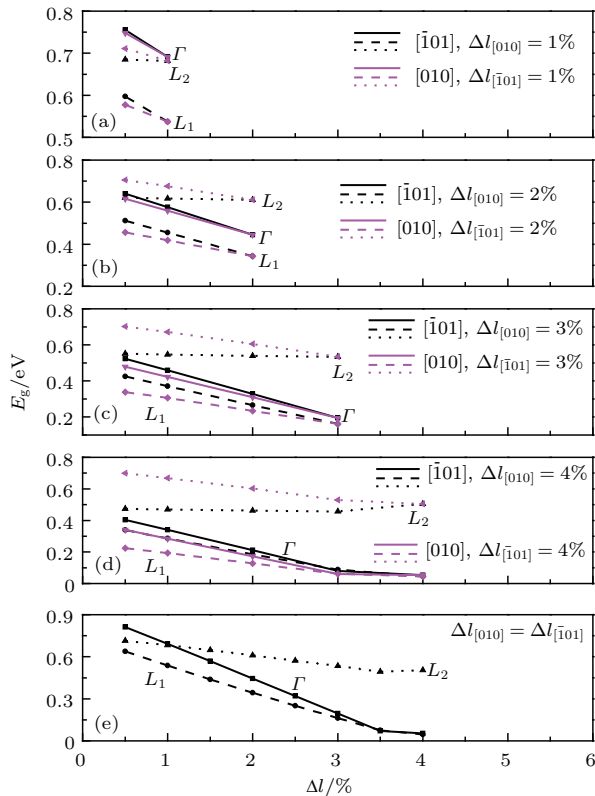 0.8
0.7
0.6
0.5
Γ
L₂
L₁
(a)
[1̄01], Δl[010] = 1%
[010], Δl[1̄01] = 1%
0.8
0.6
0.4
0.2
L₂
Γ
L₁
(b)
[1̄01], Δl[010] = 2%
[010], Δl[1̄01] = 2%
Eg/eV
0.8
0.6
0.4
0.2
L₂
Γ
L₁
(c)
[1̄01], Δl[010] = 3%
[010], Δl[1̄01] = 3%
0.8
0.6
0.4
0.2
0
L₂
Γ
L₁
(d)
[1̄01], Δl[010] = 4%
[010], Δl[1̄01] = 4%
0.9
0.6
0.3
0
Δl[010] = Δl[1̄01]
L₂
L₁
Γ
(e)
0 1 2 3 4 5 6
Δl/%